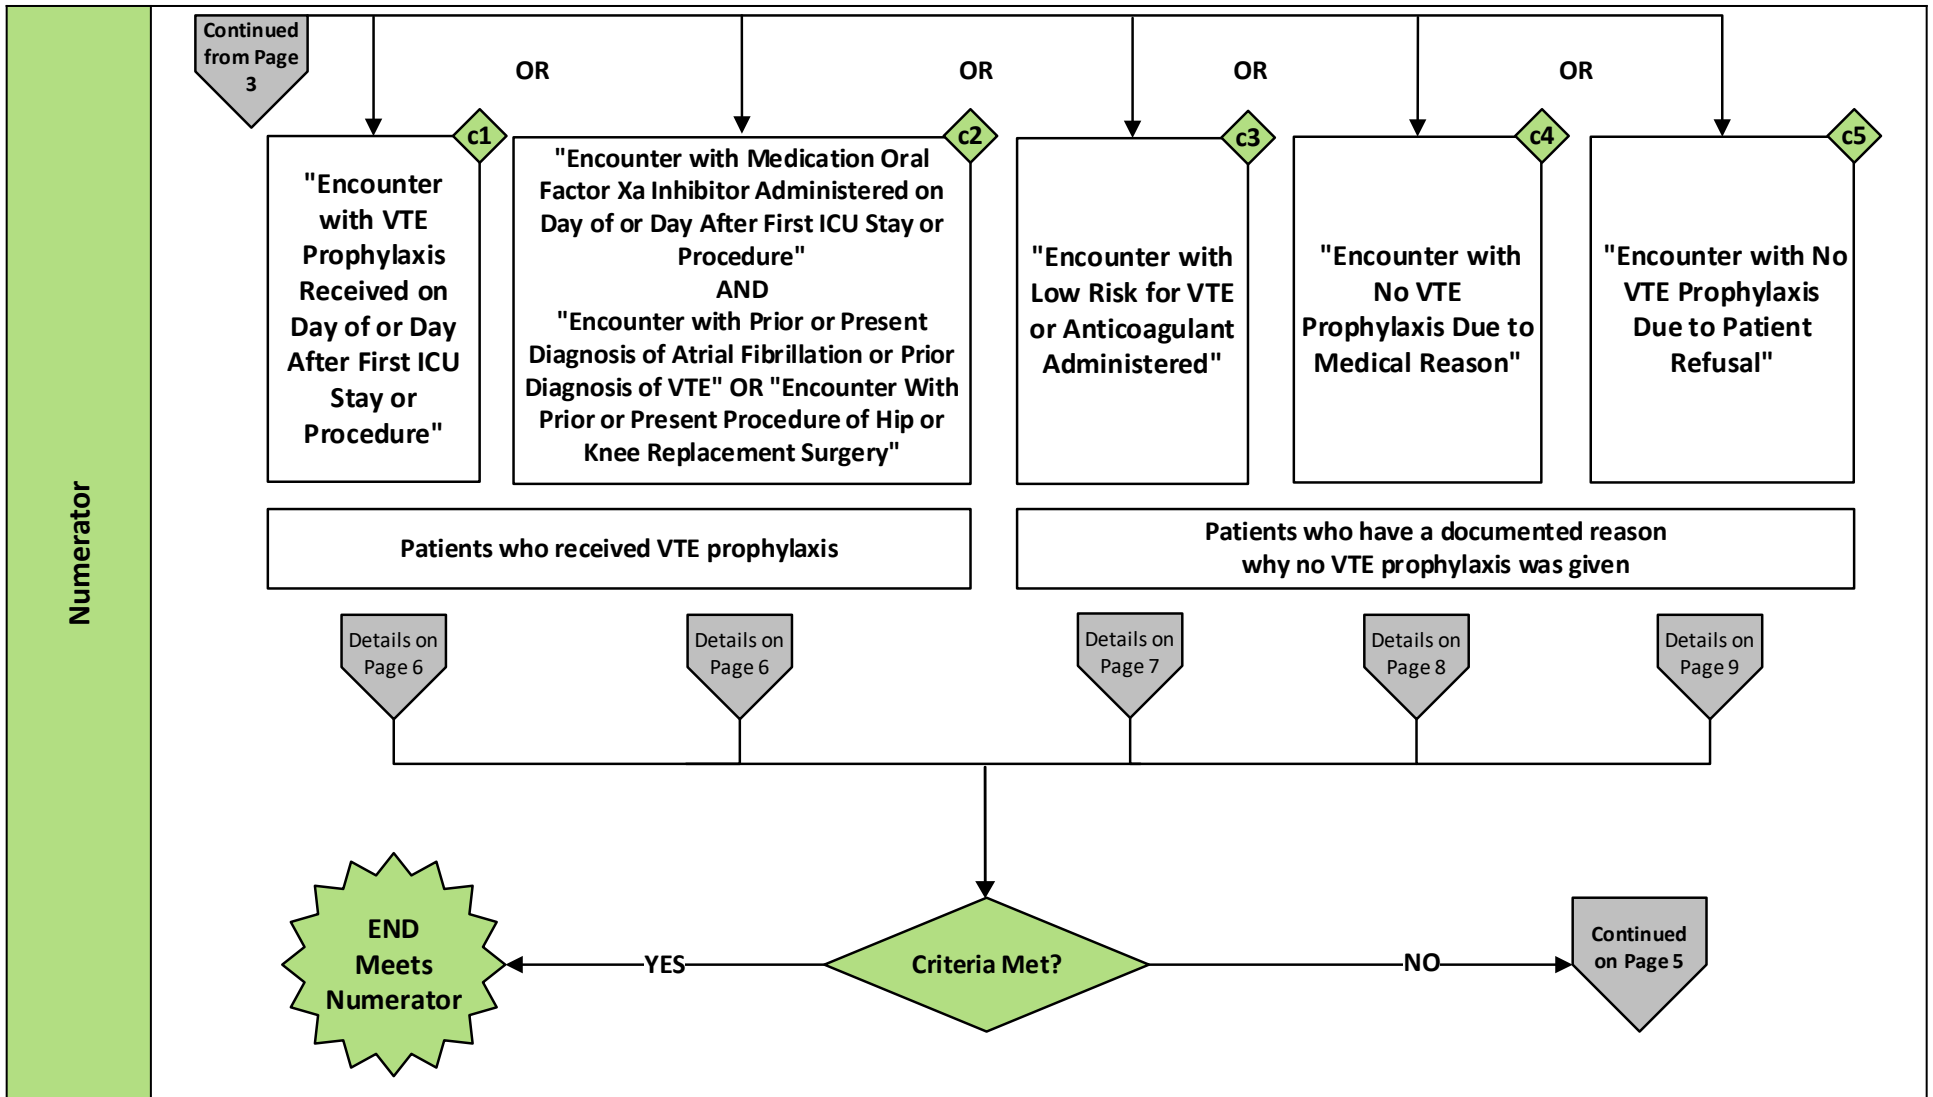 Numerator
Continued
from Page
3
OR
OR
OR
OR
c1
"Encounter
with VTE
Prophylaxis
Received on
Day of or Day
After First ICU
Stay or
Procedure"
c2
"Encounter with Medication Oral
Factor Xa Inhibitor Administered on
Day of or Day After First ICU Stay or
Procedure"
AND
"Encounter with Prior or Present
Diagnosis of Atrial Fibrillation or Prior
Diagnosis of VTE" OR "Encounter With
Prior or Present Procedure of Hip or
Knee Replacement Surgery"
c3
"Encounter with
Low Risk for VTE
or Anticoagulant
Administered"
c4
"Encounter with
No VTE
Prophylaxis Due to
Medical Reason"
c5
"Encounter with No
VTE Prophylaxis
Due to Patient
Refusal"
Patients who received VTE prophylaxis
Patients who have a documented reason
why no VTE prophylaxis was given
Details on
Page 6
Details on
Page 6
Details on
Page 7
Details on
Page 8
Details on
Page 9
END
Meets
Numerator
YES
Criteria Met?
NO
Continued
on Page 5